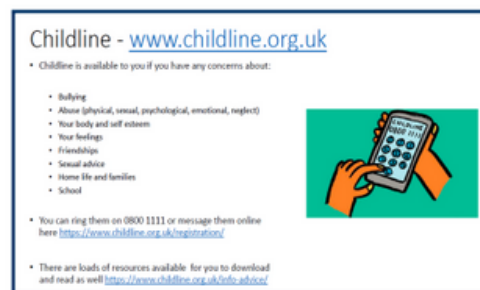 Childline - www.childline.org.uk
• Childline is available to you if you have any concerns about:
• Bullying
• Abuse (physical, sexual, psychological, emotional, neglect)
• Your body and self esteem
• Your feelings
• Friendships
• Sexual advice
• Home life and families
• School
• You can ring them on 0800 1111 or message them online
here https://www.childline.org.uk/registration/
• There are loads of resources available for you to download
and read as well https://www.childline.org.uk/info-advice/
CHILDLINE
0800 1111